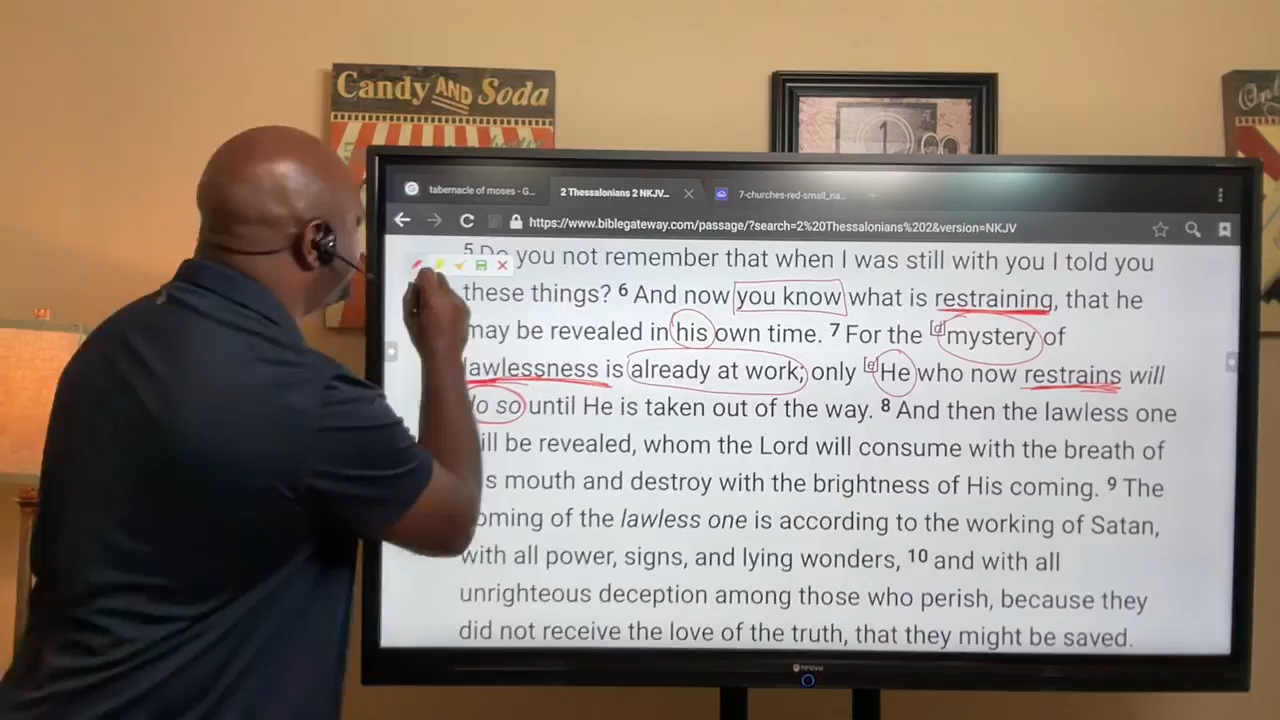 Candy AND Soda
1
On
tabernacle of moses - G...
2 Thessalonians 2 NKJV...
7-churches-red-small_na...
https://www.biblegateway.com/passage/?search=2%20Thessalonians%202&version=NKJV
5 Do you not remember that when I was still with you I told you
these things? 6 And now you know what is restraining, that he
may be revealed in his own time. 7 For the [d]mystery of
lawlessness is already at work; only [e]He who now restrains will
do so until He is taken out of the way. 8 And then the lawless one
will be revealed, whom the Lord will consume with the breath of
s mouth and destroy with the brightness of His coming. 9 The
coming of the lawless one is according to the working of Satan,
with all power, signs, and lying wonders, 10 and with all
unrighteous deception among those who perish, because they
did not receive the love of the truth, that they might be saved.
neovo